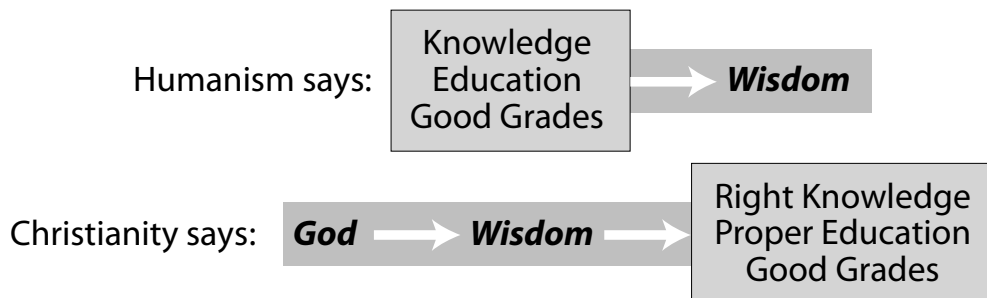 Humanism says:
Knowledge
Education
Good Grades
Wisdom
Christianity says:
God
Wisdom
Right Knowledge
Proper Education
Good Grades